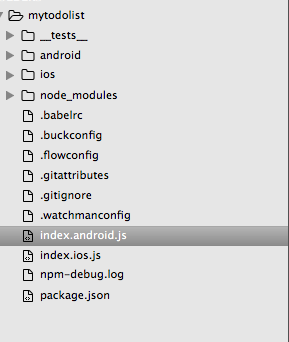 mytodolist
__tests__
android
ios
node_modules
.babelrc
.buckconfig
.flowconfig
.gitattributes
.gitignore
.watchmanconfig
index.android.js
index.ios.js
npm-debug.log
package.json